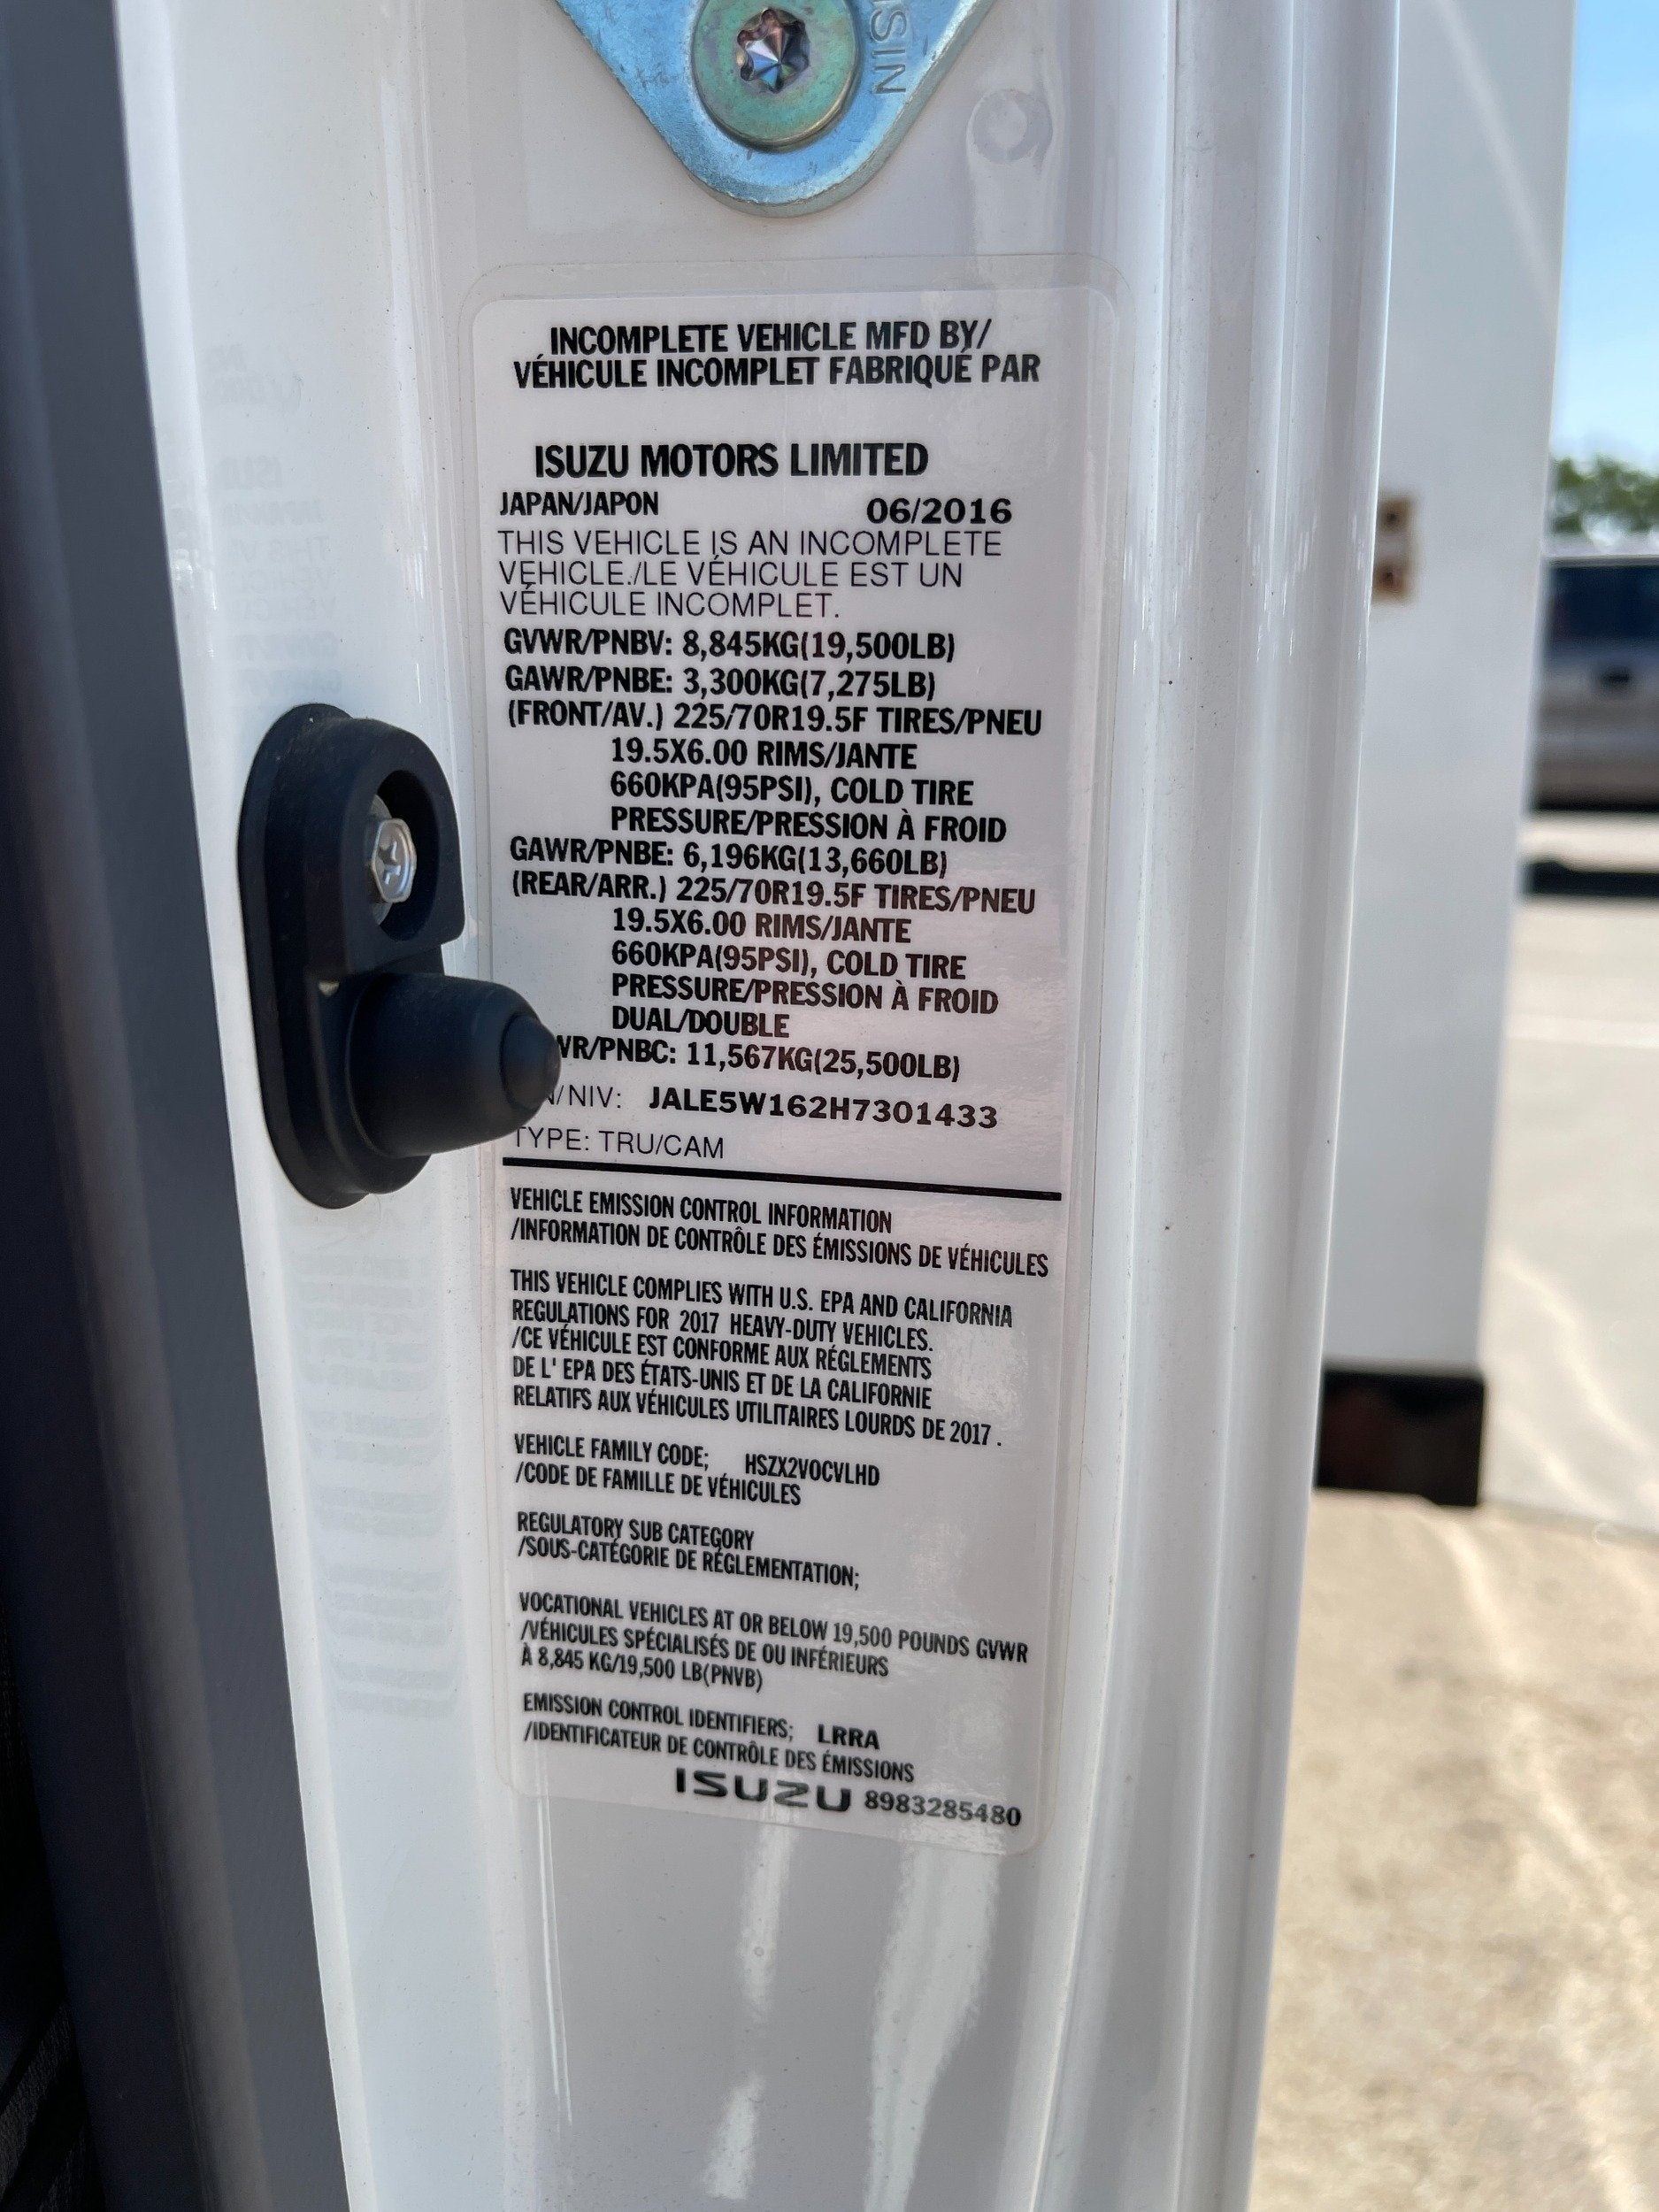 INCOMPLETE VEHICLE MFD BY/
VÉHICULE INCOMPLET FABRIQUÉ PAR
ISUZU MOTORS LIMITED
JAPAN/JAPON 06/2016
THIS VEHICLE IS AN INCOMPLETE
VEHICLE./LE VÉHICULE EST UN
VÉHICULE INCOMPLET.
GVWR/PNBV: 8,845KG(19,500LB)
GAWR/PNBE: 3,300KG(7,275LB)
(FRONT/AV.) 225/70R19.5F TIRES/PNEU
19.5X6.00 RIMS/JANTE
660KPA(95PSI), COLD TIRE
PRESSURE/PRESSION À FROID
GAWR/PNBE: 6,196KG(13,660LB)
(REAR/ARR.) 225/70R19.5F TIRES/PNEU
19.5X6.00 RIMS/JANTE
660KPA(95PSI), COLD TIRE
PRESSURE/PRESSION À FROID
DUAL/DOUBLE
WR/PNBC: 11,567KG(25,500LB)
/NIV: JALE5W162H7301433
TYPE: TRU/CAM
VEHICLE EMISSION CONTROL INFORMATION
/INFORMATION DE CONTRÔLE DES ÉMISSIONS DE VÉHICULES
THIS VEHICLE COMPLIES WITH U.S. EPA AND CALIFORNIA
REGULATIONS FOR 2017 HEAVY-DUTY VEHICLES.
/CE VÉHICULE EST CONFORME AUX RÉGLEMENTS
DE L' EPA DES ÉTATS-UNIS ET DE LA CALIFORNIE
RELATIFS AUX VÉHICULES UTILITAIRES LOURDS DE 2017 .
VEHICLE FAMILY CODE; HSZX2VOCVLHD
/CODE DE FAMILLE DE VÉHICULES
REGULATORY SUB CATEGORY
/SOUS-CATÉGORIE DE RÉGLEMENTATION;
VOCATIONAL VEHICLES AT OR BELOW 19,500 POUNDS GVWR
/VÉHICULES SPÉCIALISÉS DE OU INFÉRIEURS
À 8,845 KG/19,500 LB(PNVB)
EMISSION CONTROL IDENTIFIERS; LRRA
/IDENTIFICATEUR DE CONTRÔLE DES ÉMISSIONS
ISUZU 8983285480